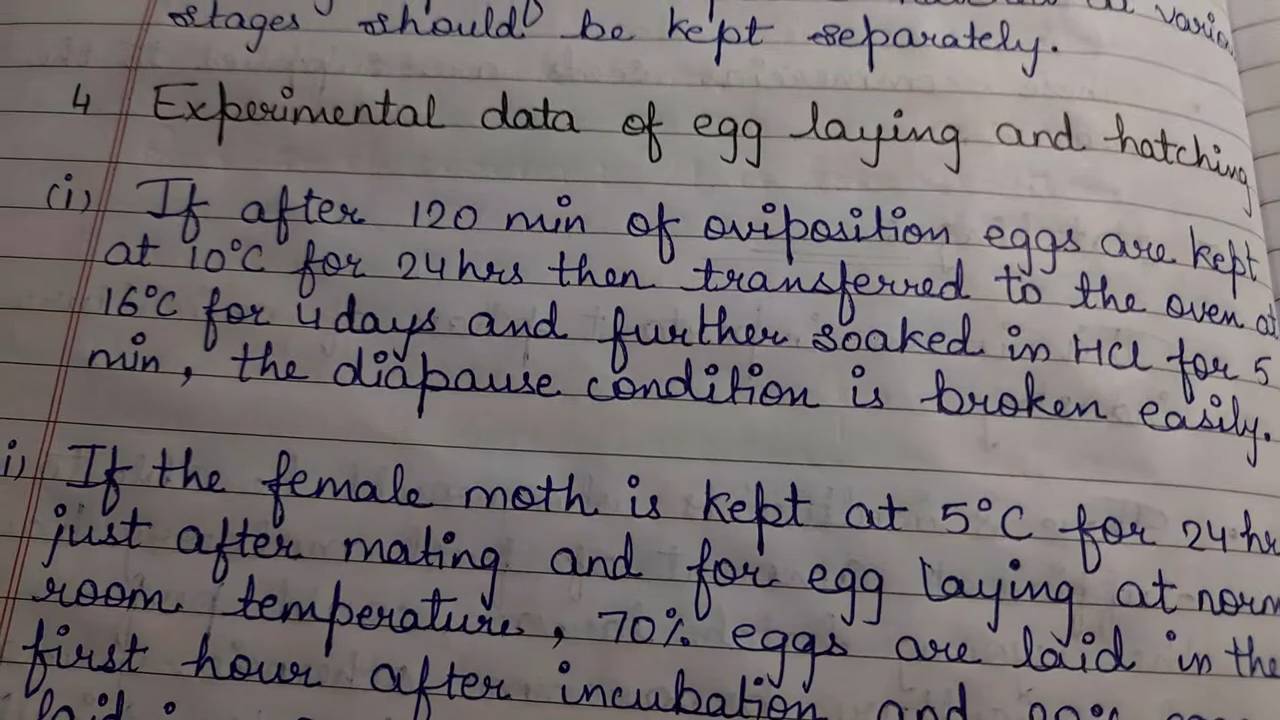 stages should be kept separately.
4 Experimental data of egg laying and hatching
(i) If after 120 min of oviposition eggs are kept
at 10°C for 24hrs then transferred to the oven at
16°C for 4 days and further soaked in HCl for 5
min, the diapause condition is broken easily.
i) If the female moth is kept at 5°C for 24 hr
just after mating and for egg laying at norm
room temperature, 70% eggs are laid in the
first hour after incubation and